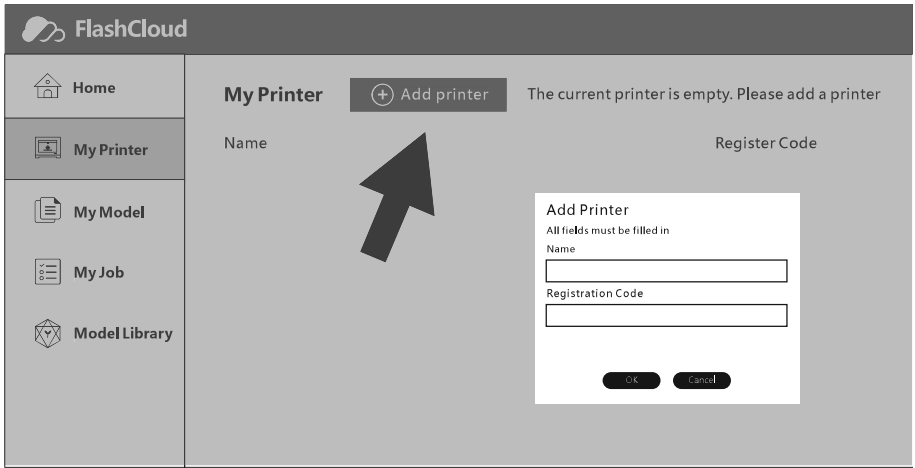 FlashCloud
Home
My Printer
My Model
My Job
Model Library
My Printer
Add printer
The current printer is empty. Please add a printer
Name
Register Code
Add Printer
All fields must be filled in
Name
Registration Code
OK
Cancel